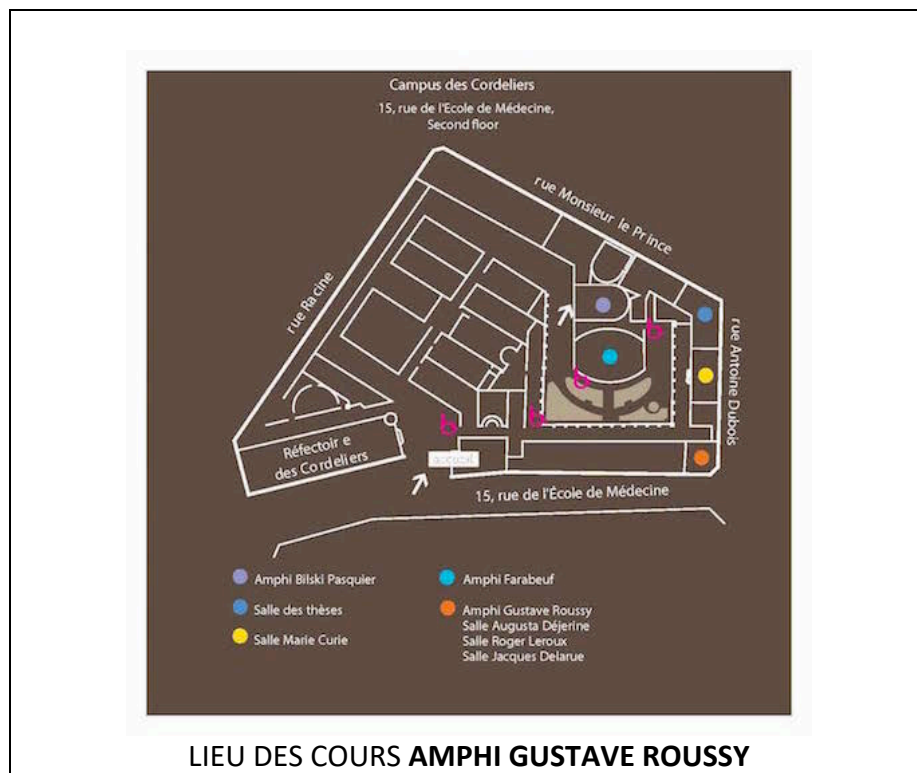 Campus des Cordeliers
15, rue de l'Ecole de Médecine,
Second floor
rue Monsieur le Prince
rue Racine
rue Antoine Dubois
Réfectoir e
des Cordeliers
accueil
15, rue de l'École de Médecine
Amphi Bilski Pasquier
Salle des thèses
Salle Marie Curie
Amphi Farabeuf
Amphi Gustave Roussy
Salle Augusta Déjerine
Salle Roger Leroux
Salle Jacques Delarue
LIEU DES COURS AMPHI GUSTAVE ROUSSY